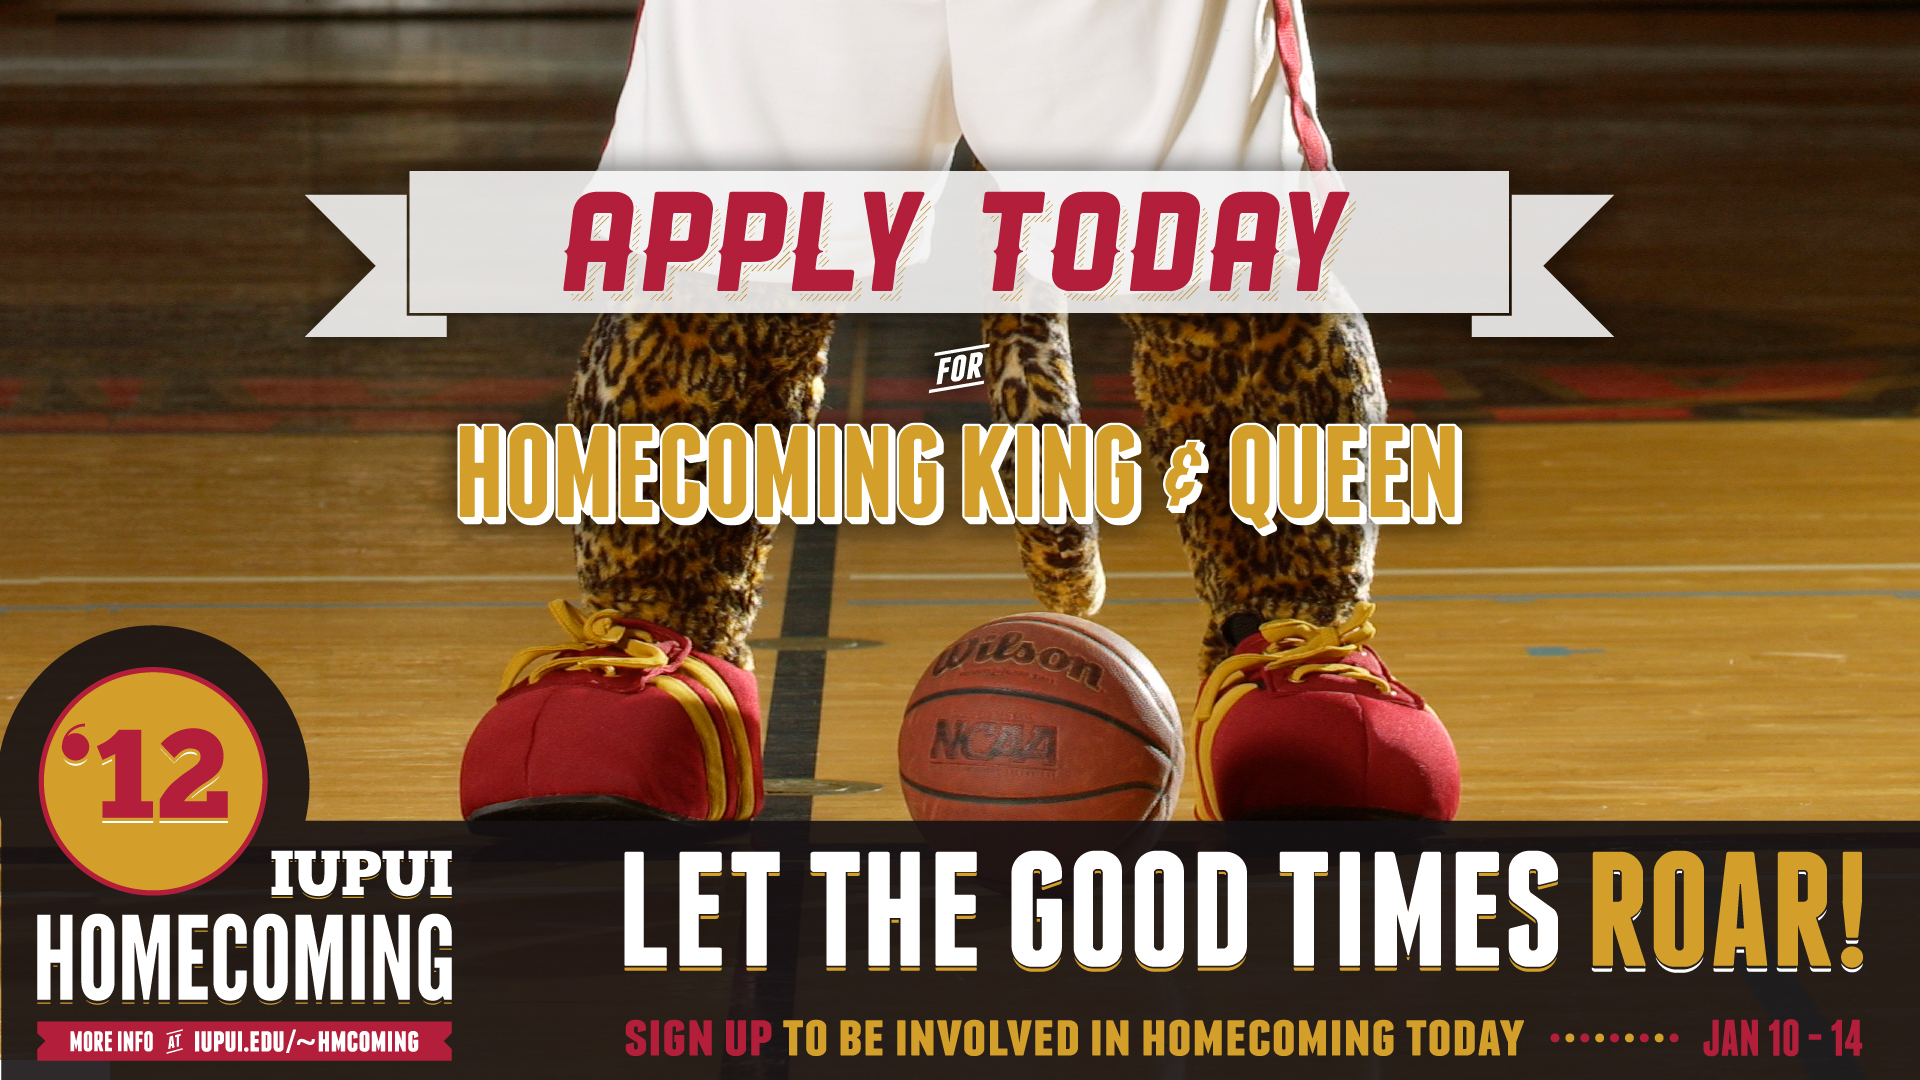 APPLY TODAY
FOR
HOMECOMING KING & QUEEN
Wilson
NCAA
‘12
IUPUI
HOMECOMING
MORE INFO AT IUPUI.EDU/~HMCOMING
LET THE GOOD TIMES ROAR!
SIGN UP TO BE INVOLVED IN HOMECOMING TODAY ········· JAN 10 - 14